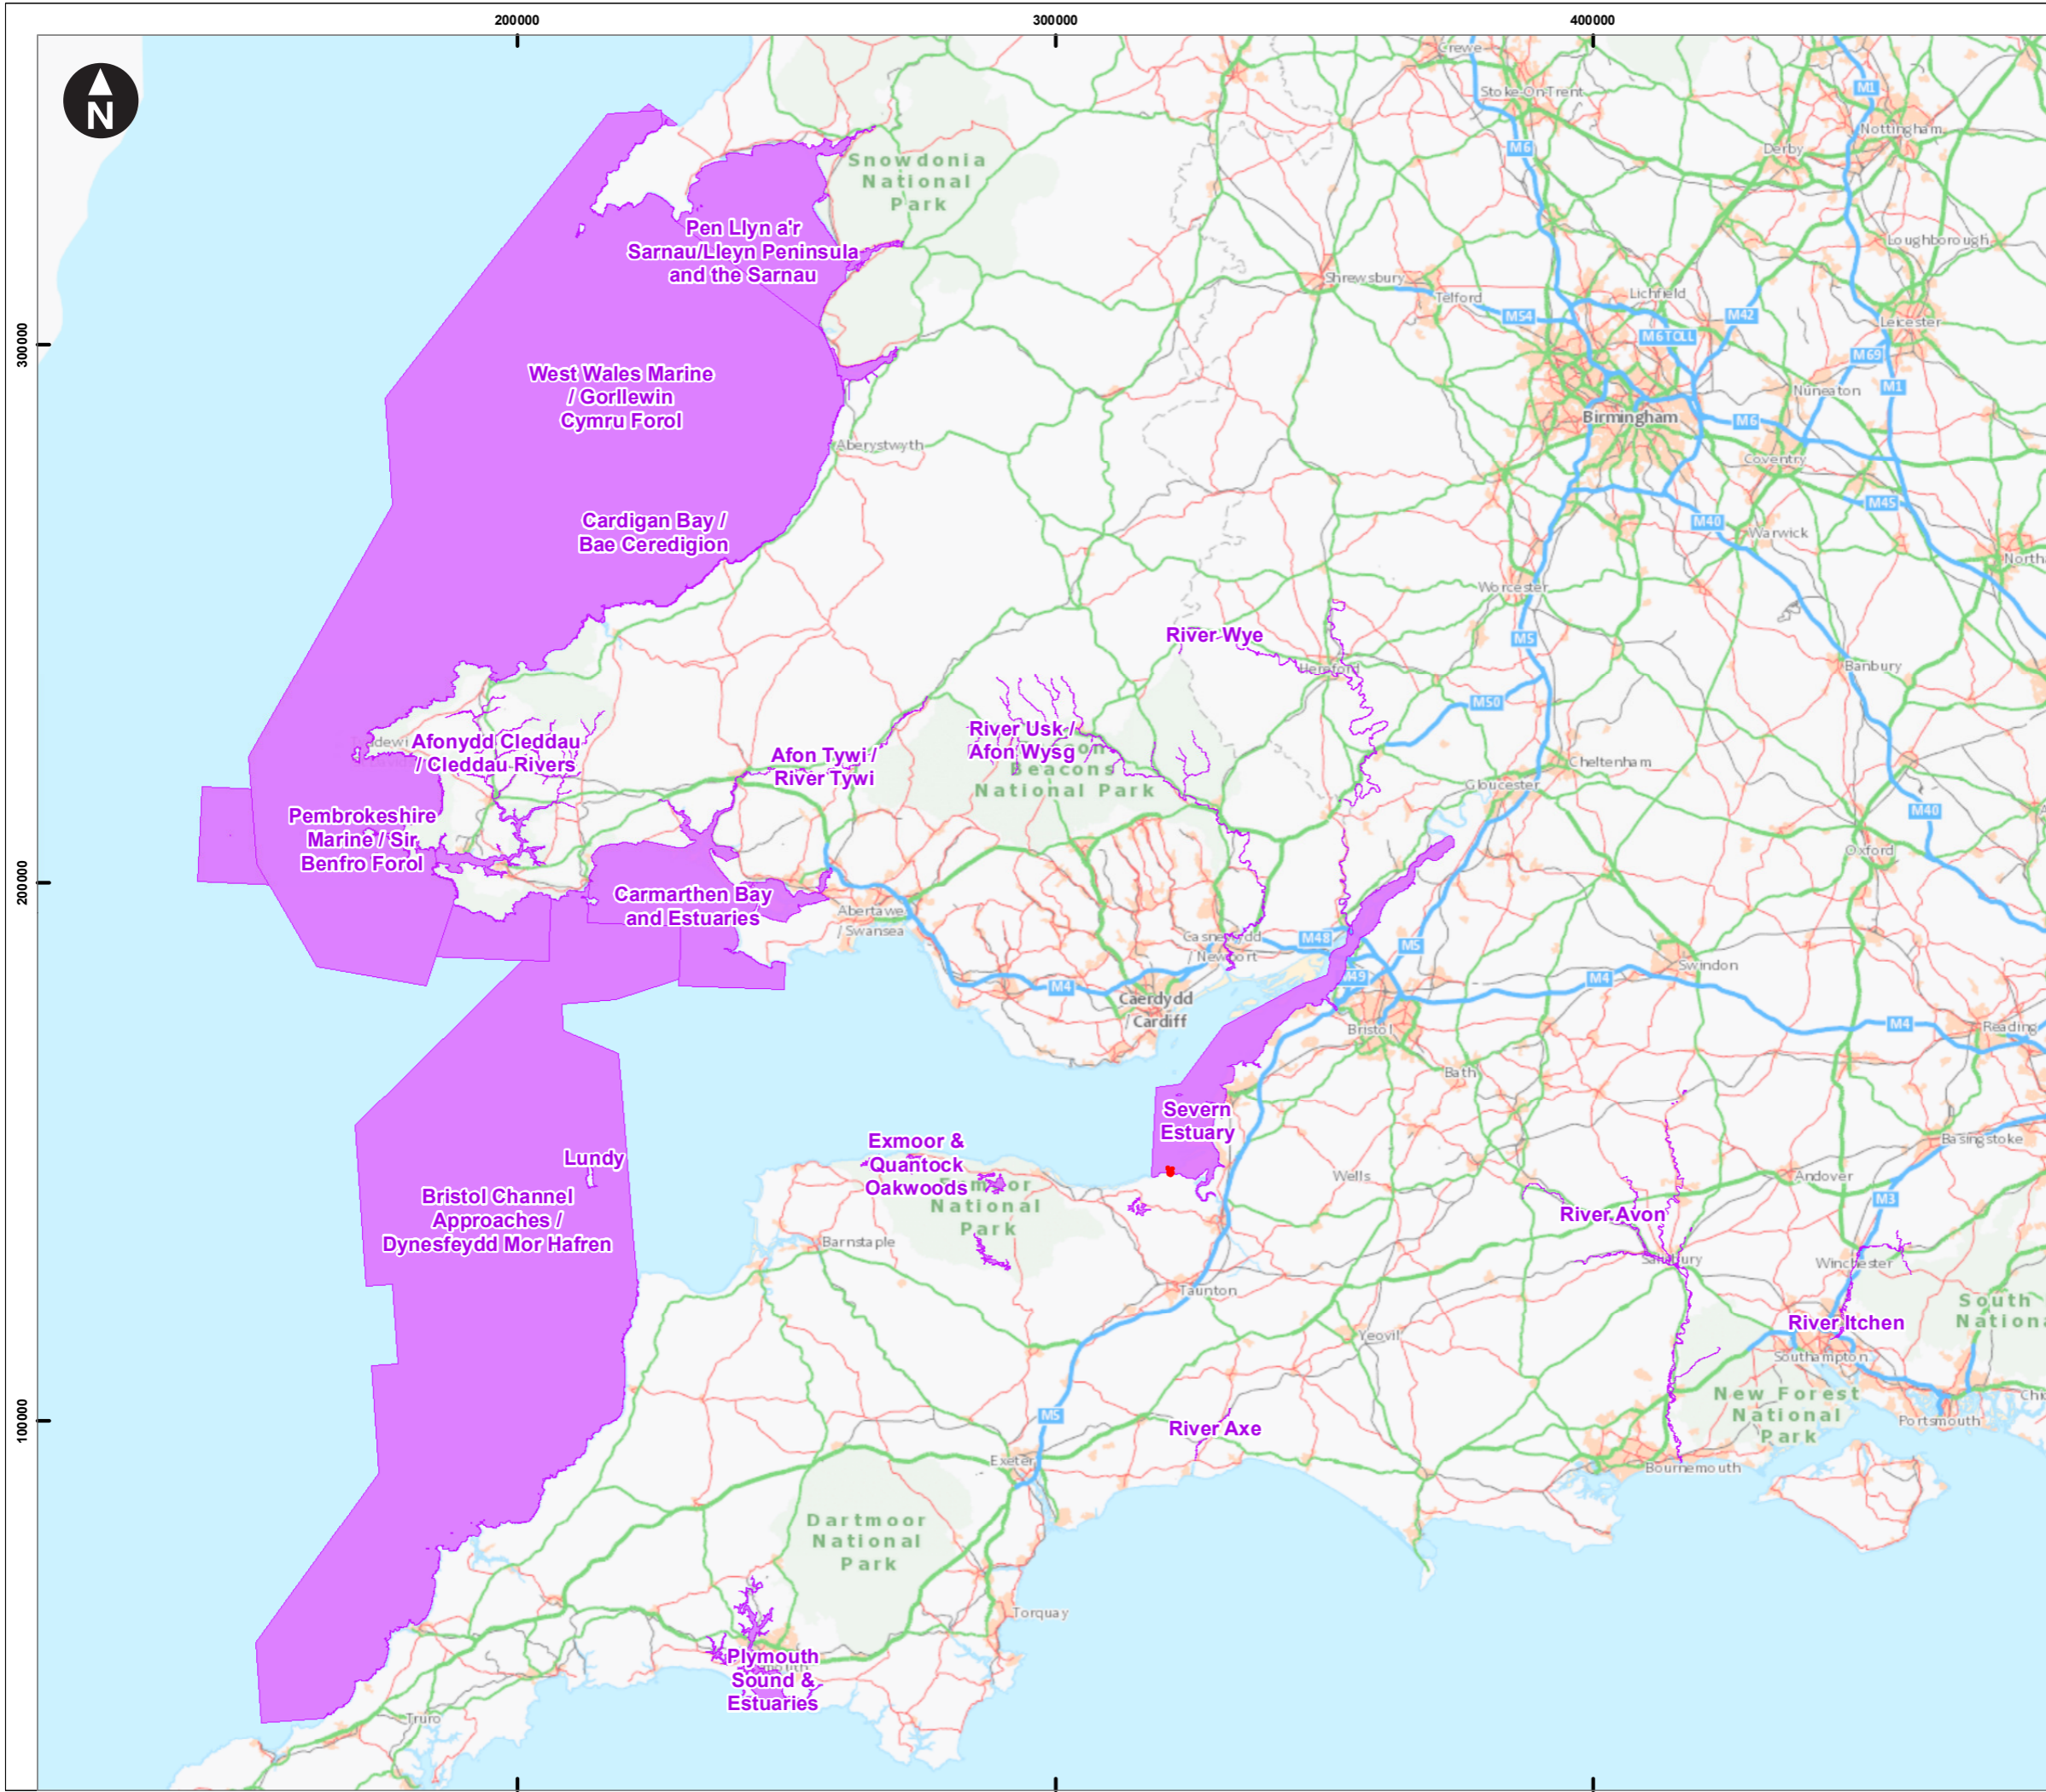 200000
300000
400000
N
Crewe
Stoke-On-Trent
M1
Nottingham
Derby
M6
Snowdonia
National
Park
Pen Llyn a'r
Sarnau/Lleyn Peninsula
and the Sarnau
Loughborough
Shrewsbury
Telford
Lichfield
M54
M42
Leicester
M6TOLL
M69
300000
West Wales Marine
/ Gorllewin
Cymru Forol
M1
Nuneaton
Birmingham
M6
Aberystwyth
Coventry
M45
Cardigan Bay /
Bae Ceredigion
M40
Warwick
Worcester
River Wye
M5
Hereford
Banbury
M50
Afonydd Cleddau
/ Cleddau Rivers
Afon Tywi /
River Tywi
River Usk /
Afon Wysg
Beacons
National Park
Cheltenham
Gloucester
M40
Pembrokeshire
Marine / Sir
Benfro Forol
Oxford
200000
Carmarthen Bay
and Estuaries
Abertawe
/ Swansea
/ Newport
M48
M5
M49
Swindon
M4
M4
Caerdydd
/ Cardiff
Bristol
M4
Reading
Bath
Severn
Estuary
Basingstoke
Exmoor &
Quantock
Oakwoods
National
Park
Lundy
Wells
Andover
Bristol Channel
Approaches /
Dynesfeydd Mor Hafren
M3
River Avon
Barnstaple
Salisbury
Winchester
Taunton
South
River Itchen
Yeovil
Southampton
New Forest
National
Park
Portsmouth
100000
M5
River Axe
Exeter
Bournemouth
Dartmoor
National
Park
Torquay
Plymouth
Sound &
Estuaries
Truro